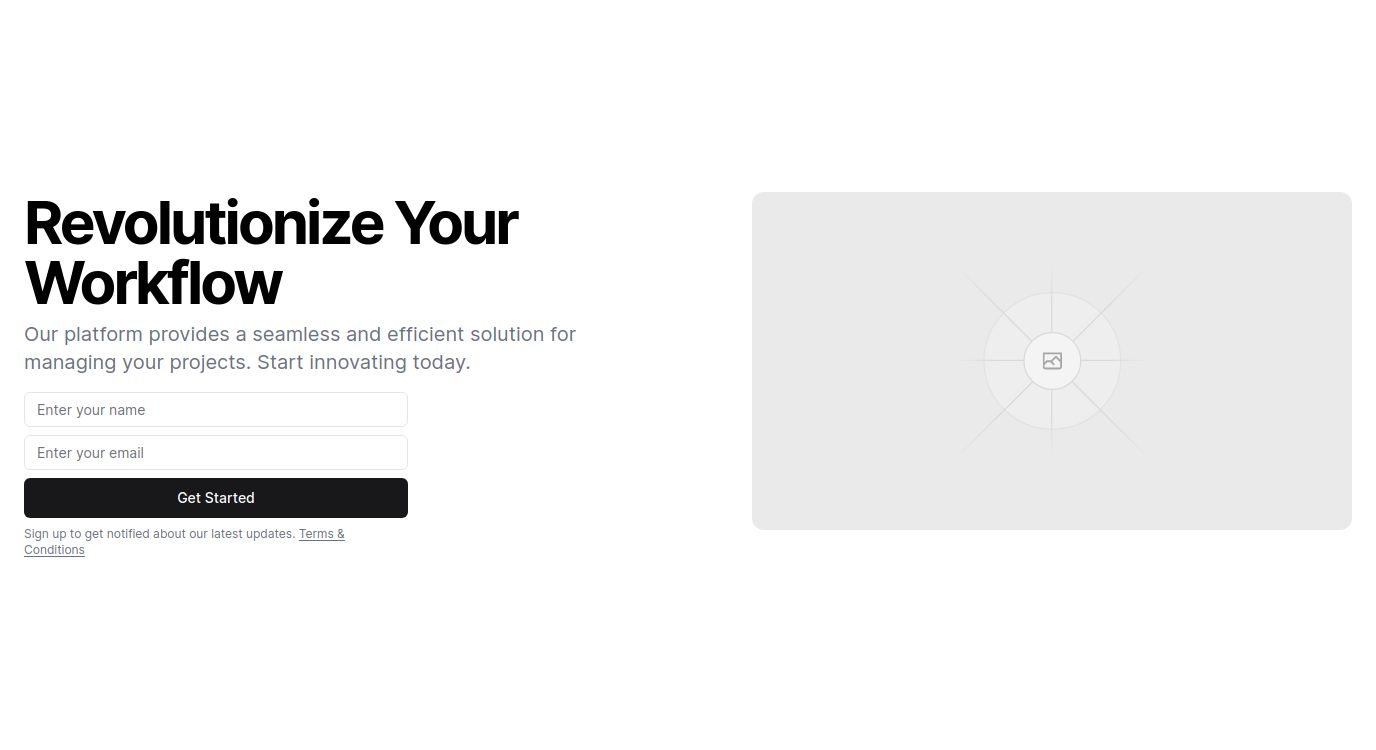 Revolutionize Your
Workflow
Our platform provides a seamless and efficient solution for
managing your projects. Start innovating today.
Enter your name
Enter your email
Get Started
Sign up to get notified about our latest updates. Terms &
Conditions